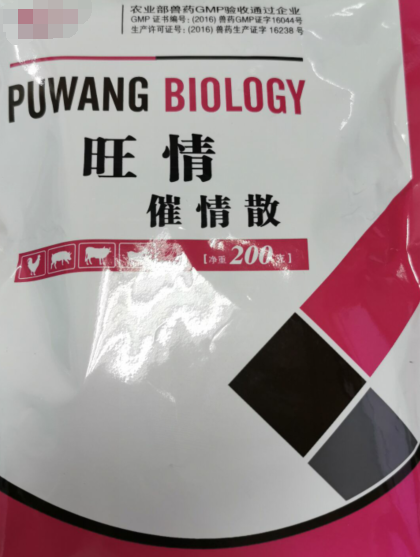 农业部兽药GMP验收通过企业
GMP 证书编号: (2016) 兽药GMP证字16044号
生产许可证号: (2016) 兽药生产证字 16238 号
PUWANG BIOLOGY
旺情
催情散
【净重 200克】